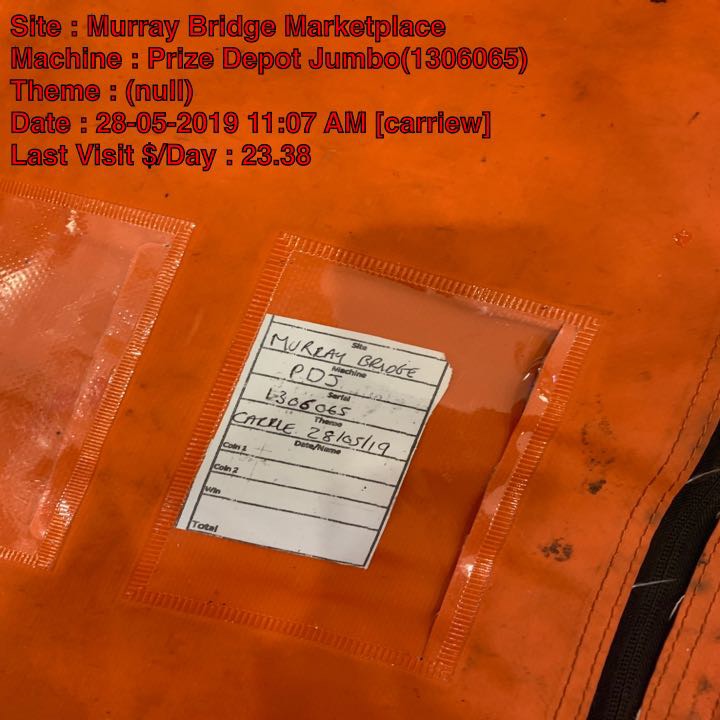 Site : Murray Bridge Marketplace
Machine : Prize Depot Jumbo(1306065)
Theme : (null)
Date : 28-05-2019 11:07 AM [carriew]
Last Visit $/Day : 23.38
Site
MURRAY BRIDGE
Machine
PDJ
Serial
1306065
Theme
CARRIE 28/05/19
Date/Name
Coin 1
Coin 2
Win
Total